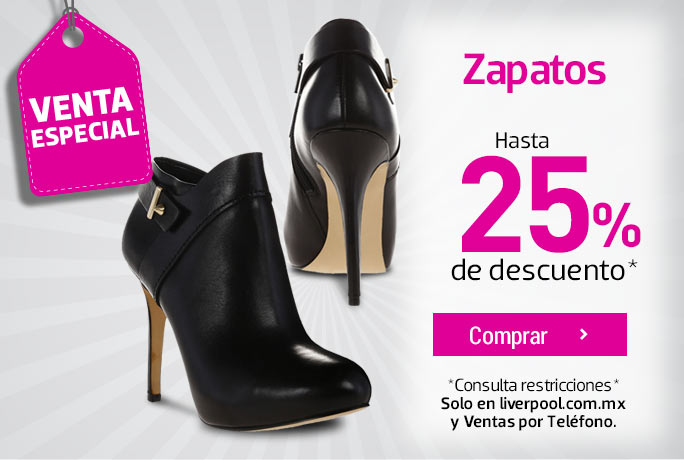 VENTA
ESPECIAL
Zapatos
Hasta
25%
de descuento*
Comprar >
*Consulta restricciones*
Solo en liverpool.com.mx
y Ventas por Teléfono.